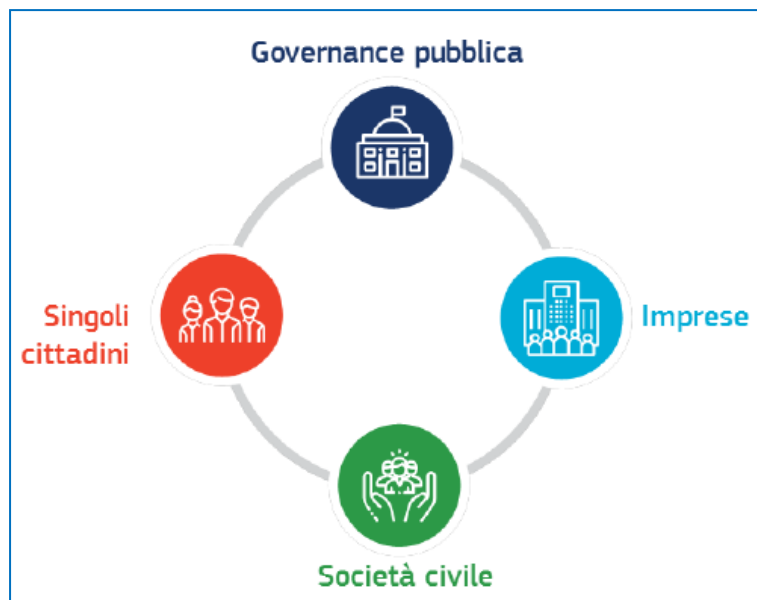 Governance pubblica
Singoli
cittadini
Imprese
Società civile